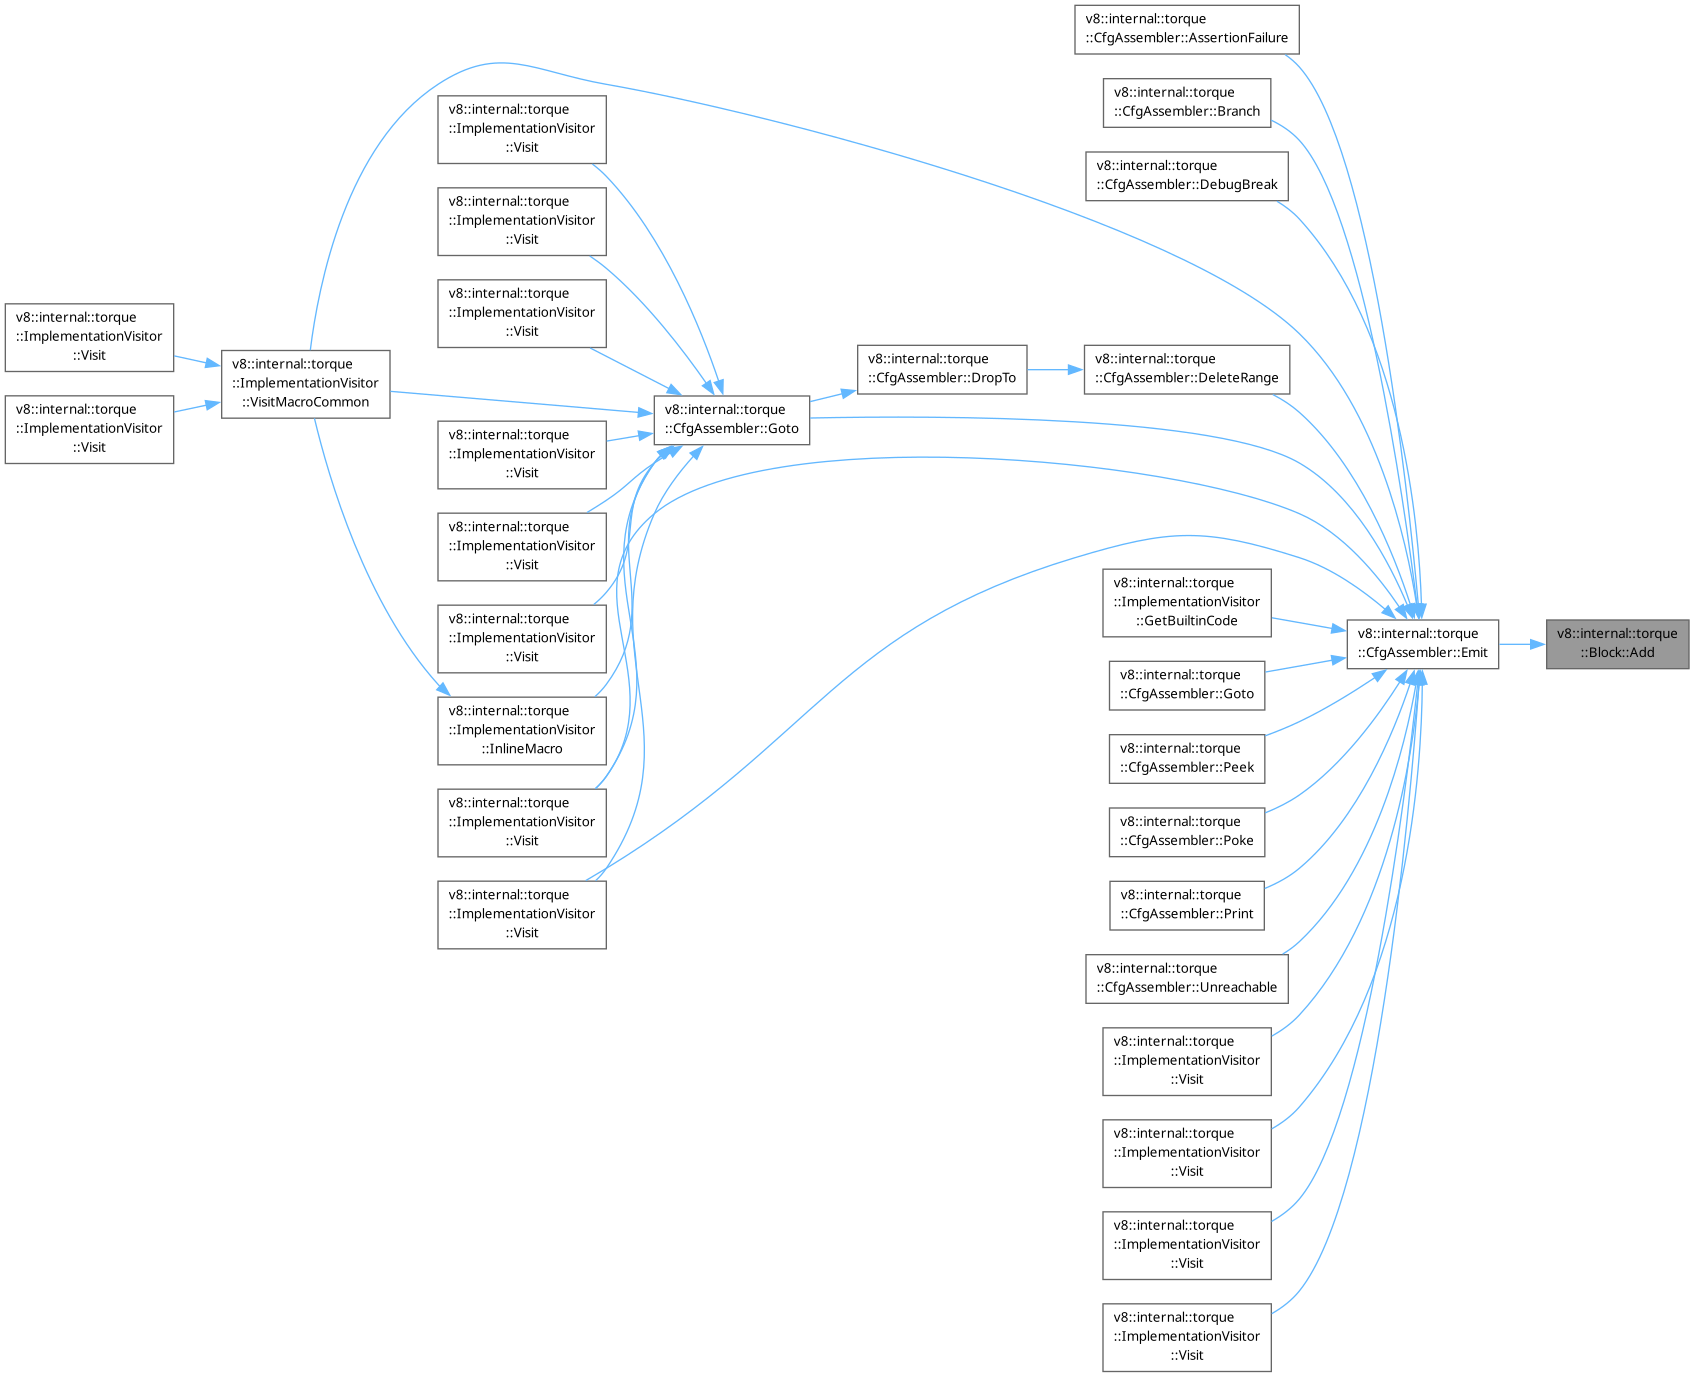 v8::internal::torque
::CfgAssembler::AssertionFailure
v8::internal::torque
::CfgAssembler::Branch
v8::internal::torque
::CfgAssembler::DebugBreak
v8::internal::torque
::ImplementationVisitor
::Visit
v8::internal::torque
::ImplementationVisitor
::Visit
v8::internal::torque
::ImplementationVisitor
::Visit
v8::internal::torque
::ImplementationVisitor
::Visit
v8::internal::torque
::ImplementationVisitor
::Visit
v8::internal::torque
::ImplementationVisitor
::VisitMacroCommon
v8::internal::torque
::CfgAssembler::Goto
v8::internal::torque
::CfgAssembler::DropTo
v8::internal::torque
::CfgAssembler::DeleteRange
v8::internal::torque
::ImplementationVisitor
::Visit
v8::internal::torque
::ImplementationVisitor
::Visit
v8::internal::torque
::ImplementationVisitor
::Visit
v8::internal::torque
::ImplementationVisitor
::InlineMacro
v8::internal::torque
::ImplementationVisitor
::Visit
v8::internal::torque
::ImplementationVisitor
::Visit
v8::internal::torque
::ImplementationVisitor
::GetBuiltinCode
v8::internal::torque
::CfgAssembler::Emit
v8::internal::torque
::Block::Add
v8::internal::torque
::CfgAssembler::Goto
v8::internal::torque
::CfgAssembler::Peek
v8::internal::torque
::CfgAssembler::Poke
v8::internal::torque
::CfgAssembler::Print
v8::internal::torque
::CfgAssembler::Unreachable
v8::internal::torque
::ImplementationVisitor
::Visit
v8::internal::torque
::ImplementationVisitor
::Visit
v8::internal::torque
::ImplementationVisitor
::Visit
v8::internal::torque
::ImplementationVisitor
::Visit